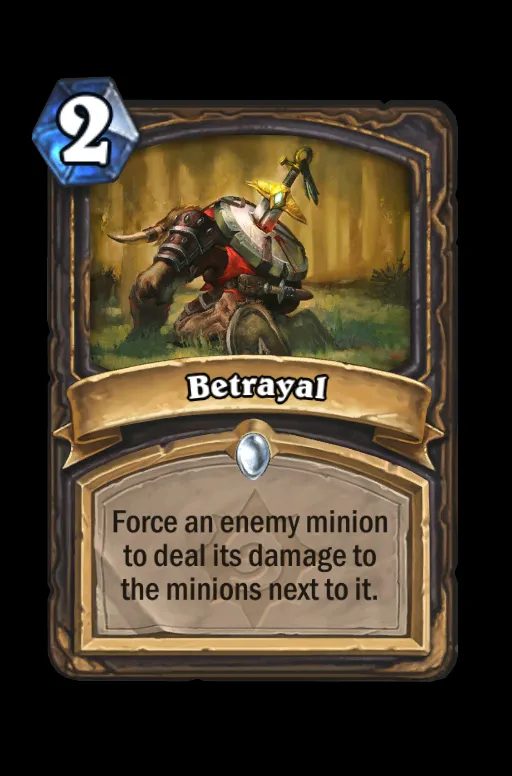 2
Betrayal
Force an enemy minion
to deal its damage to
the minions next to it.